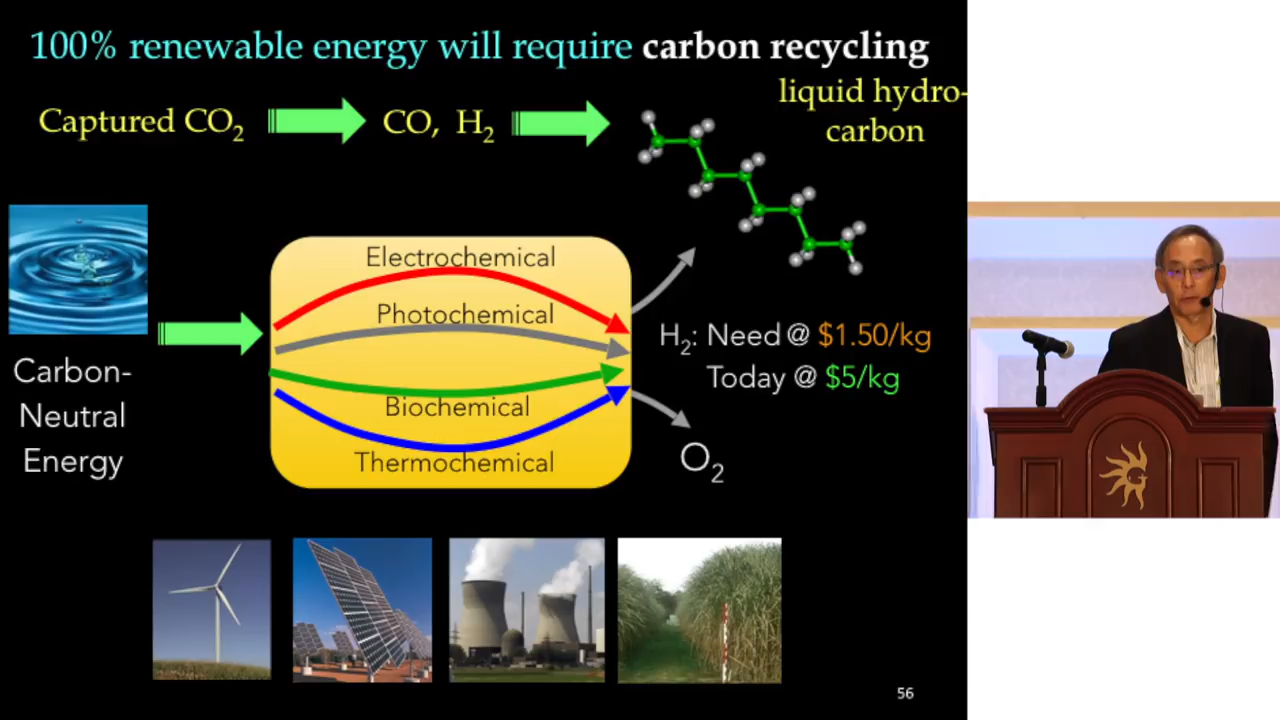 100% renewable energy will require carbon recycling
Captured CO₂
CO, H₂
liquid hydro-
carbon
Electrochemical
Photochemical
Biochemical
Thermochemical
Carbon-
Neutral
Energy
H₂: Need @ $1.50/kg
Today @ $5/kg
O₂
56